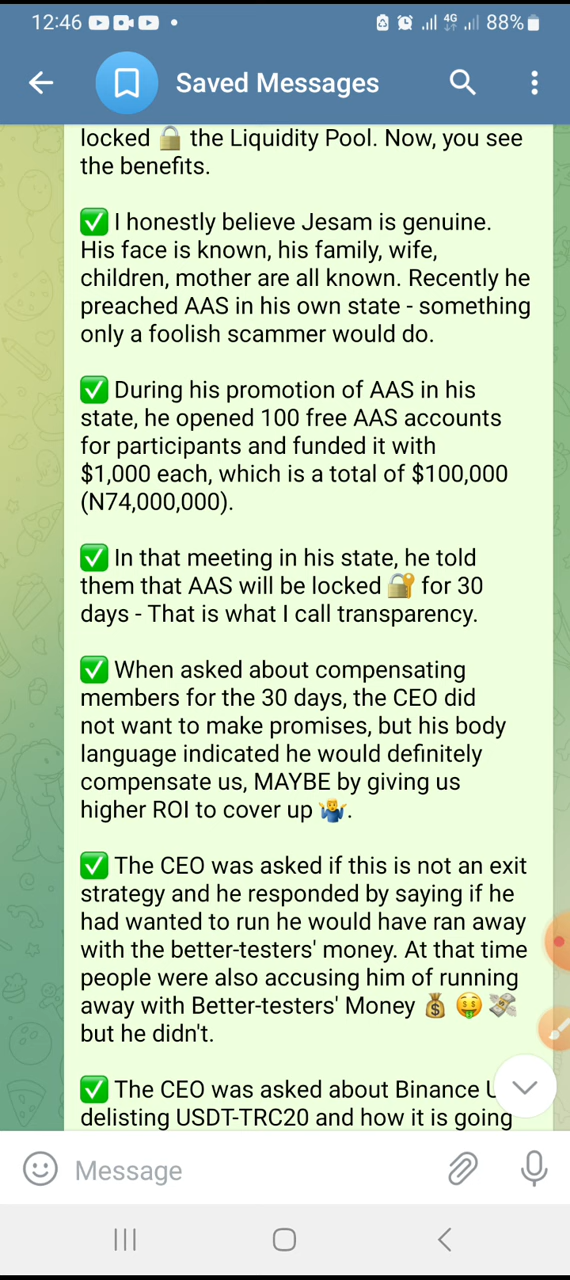 12:46 4G 88%
Saved Messages
locked 🔒 the Liquidity Pool. Now, you see
the benefits.
✅ I honestly believe Jesam is genuine.
His face is known, his family, wife,
children, mother are all known. Recently he
preached AAS in his own state - something
only a foolish scammer would do.
✅ During his promotion of AAS in his
state, he opened 100 free AAS accounts
for participants and funded it with
$1,000 each, which is a total of $100,000
(N74,000,000).
✅ In that meeting in his state, he told
them that AAS will be locked 🔐 for 30
days - That is what I call transparency.
✅ When asked about compensating
members for the 30 days, the CEO did
not want to make promises, but his body
language indicated he would definitely
compensate us, MAYBE by giving us
higher ROI to cover up 🤷‍♂️.
✅ The CEO was asked if this is not an exit
strategy and he responded by saying if he
had wanted to run he would have ran away
with the better-testers' money. At that time
people were also accusing him of running
away with Better-testers' Money 💰 🤑 💸
but he didn't.
✅ The CEO was asked about Binance
delisting USDT-TRC20 and how it is going
Message